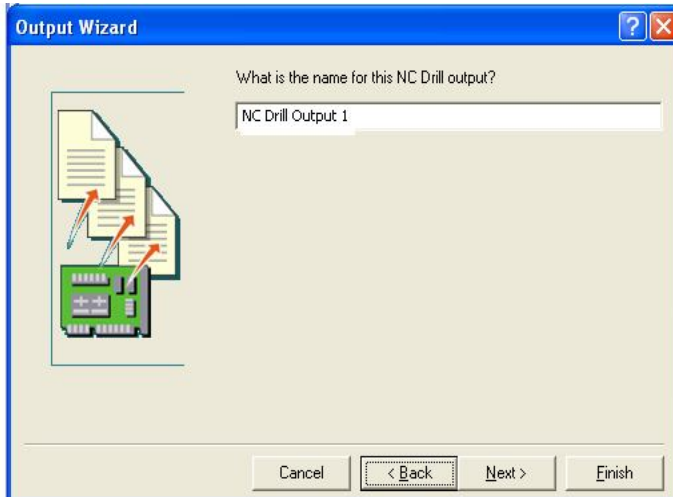 Output Wizard
What is the name for this NC Drill output?
NC Drill Output 1
Cancel
< Back
Next >
Finish